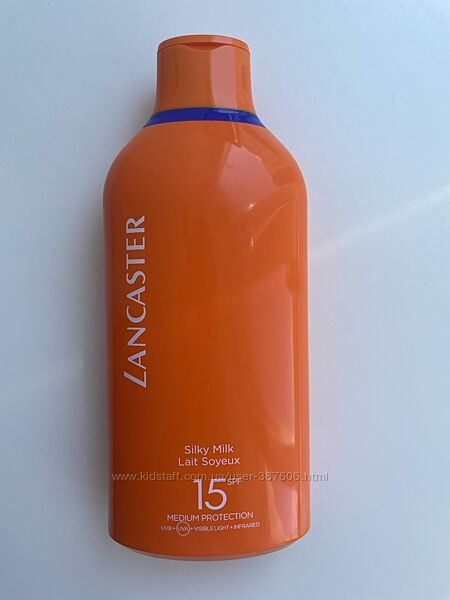 LANCASTER
Silky Milk
Lait Soyeux
www.kidstaff.com.ua/user-387606.html
15 SPF
MEDIUM PROTECTION
UVB + UVA + VISIBLE LIGHT + INFRARED